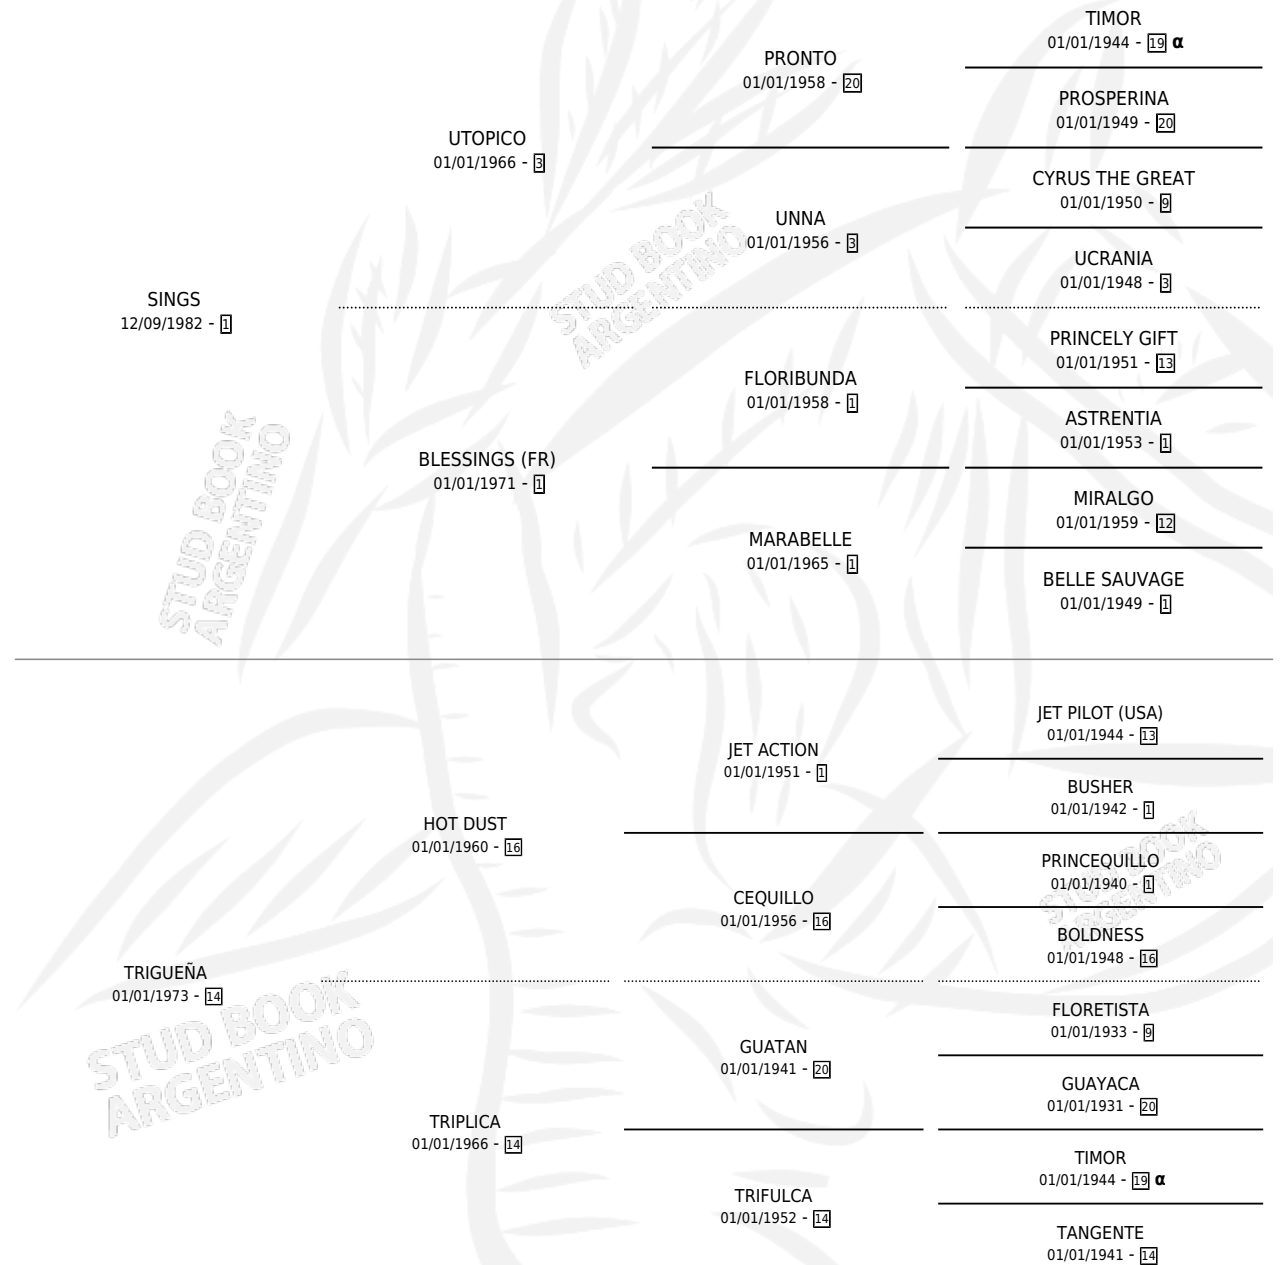 TIMOR
01/01/1944 - 19 α
PRONTO
01/01/1958 - 20
PROSPERINA
01/01/1949 - 20
UTOPICO
01/01/1966 - 3
CYRUS THE GREAT
01/01/1950 - 9
UNNA
01/01/1956 - 3
UCRANIA
01/01/1948 - 3
SINGS
12/09/1982 - 1
PRINCELY GIFT
01/01/1951 - 13
FLORIBUNDA
01/01/1958 - 1
ASTRENTIA
01/01/1953 - 1
BLESSINGS (FR)
01/01/1971 - 1
MIRALGO
01/01/1959 - 12
MARABELLE
01/01/1965 - 1
BELLE SAUVAGE
01/01/1949 - 1
JET PILOT (USA)
01/01/1944 - 13
JET ACTION
01/01/1951 - 1
BUSHER
01/01/1942 - 1
HOT DUST
01/01/1960 - 16
PRINCEQUILLO
01/01/1940 - 1
CEQUILLO
01/01/1956 - 16
BOLDNESS
01/01/1948 - 16
TRIGUEÑA
01/01/1973 - 14
FLORETISTA
01/01/1933 - 9
GUATAN
01/01/1941 - 20
GUAYACA
01/01/1931 - 20
TRIPLICA
01/01/1966 - 14
TIMOR
01/01/1944 - 19 α
TRIFULCA
01/01/1952 - 14
TANGENTE
01/01/1941 - 14
STUD BOOK
ARGENTINO
STUD BOOK
ARGENTINO
STUD BOOK
ARGENTINO
STUD BOOK
ARGENTINO